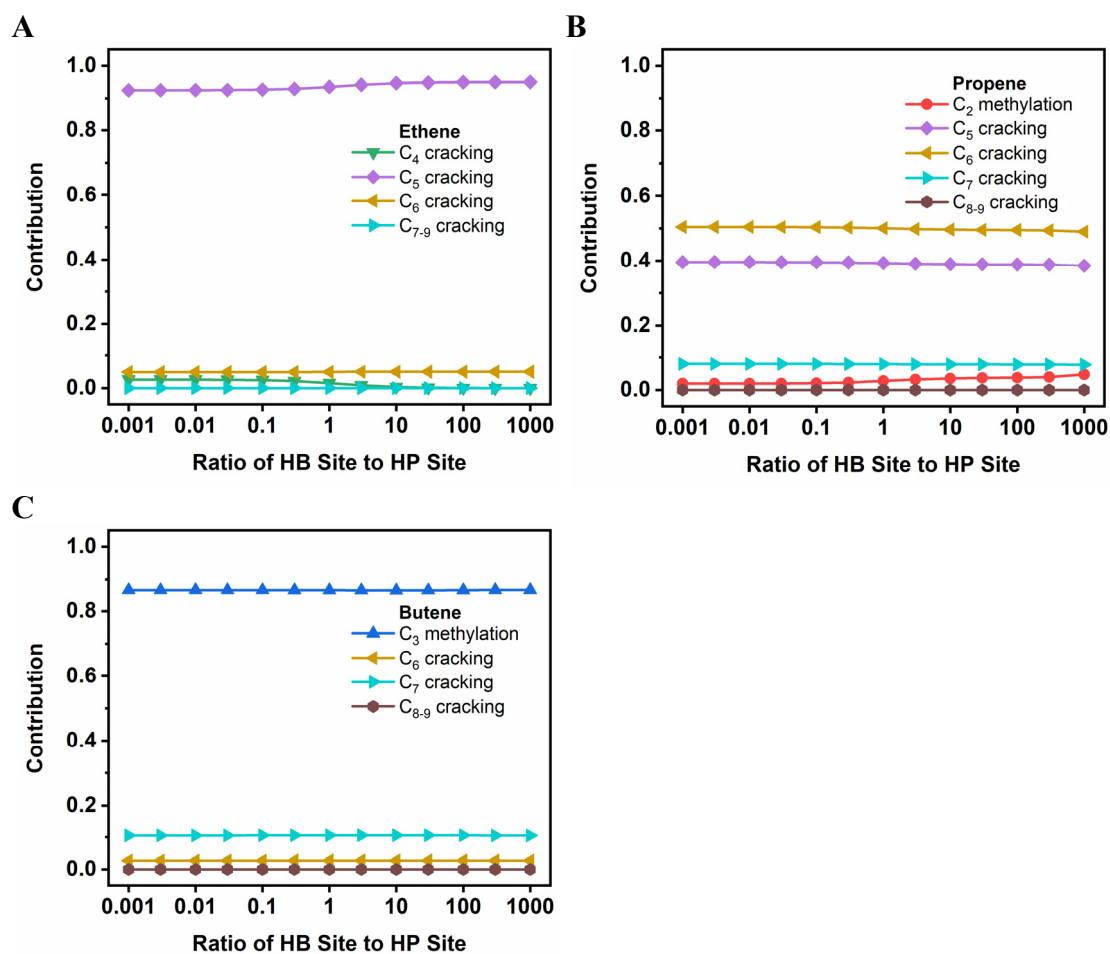 A
1.0
0.8
0.6
0.4
0.2
0.0
Contribution
Ethene
C4 cracking
C5 cracking
C6 cracking
C7-9 cracking
0.001 0.01 0.1 1 10 100 1000
Ratio of HB Site to HP Site
B
1.0
0.8
0.6
0.4
0.2
0.0
Contribution
Propene
C2 methylation
C5 cracking
C6 cracking
C7 cracking
C8-9 cracking
0.001 0.01 0.1 1 10 100 1000
Ratio of HB Site to HP Site
C
1.0
0.8
0.6
0.4
0.2
0.0
Contribution
Butene
C3 methylation
C6 cracking
C7 cracking
C8-9 cracking
0.001 0.01 0.1 1 10 100 1000
Ratio of HB Site to HP Site